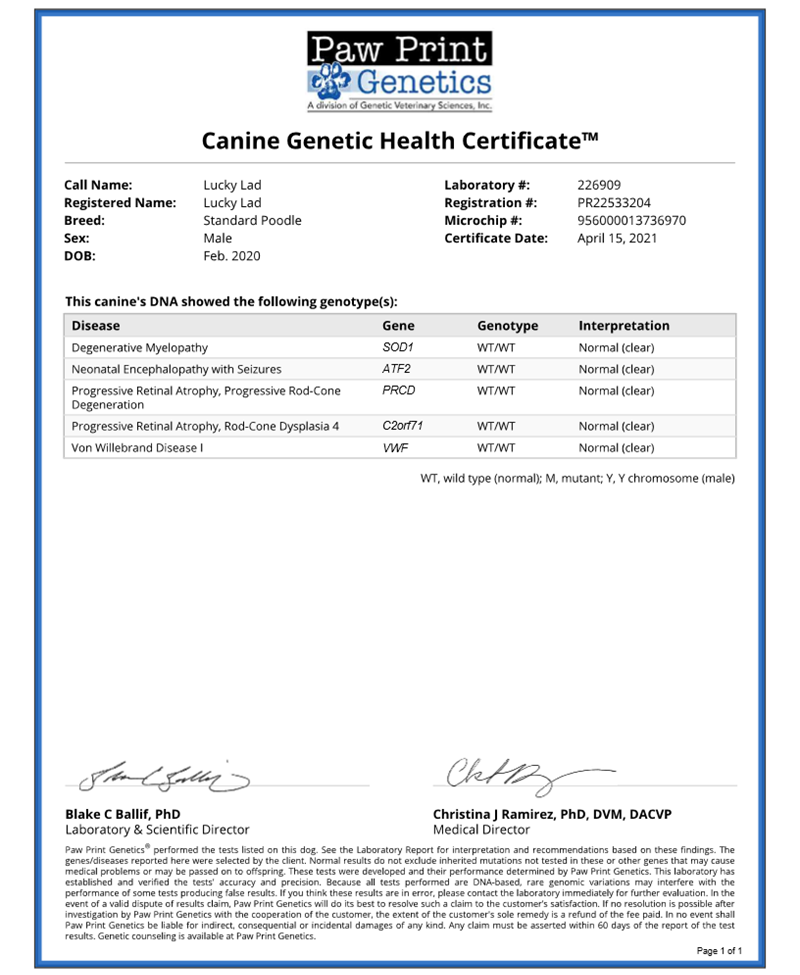 Paw Print
Genetics
A division of Genetic Veterinary Sciences, Inc.
Canine Genetic Health Certificate™
Call Name: Lucky Lad
Registered Name: Lucky Lad
Breed: Standard Poodle
Sex: Male
DOB: Feb. 2020
Laboratory #: 226909
Registration #: PR22533204
Microchip #: 956000013736970
Certificate Date: April 15, 2021
This canine's DNA showed the following genotype(s):
Disease Gene Genotype Interpretation
Degenerative Myelopathy SOD1 WT/WT Normal (clear)
Neonatal Encephalopathy with Seizures ATF2 WT/WT Normal (clear)
Progressive Retinal Atrophy, Progressive Rod-Cone PRCD WT/WT Normal (clear)
Degeneration
Progressive Retinal Atrophy, Rod-Cone Dysplasia 4 C2orf71 WT/WT Normal (clear)
Von Willebrand Disease I VWF WT/WT Normal (clear)
WT, wild type (normal); M, mutant; Y, Y chromosome (male)
Blake C Ballif, PhD
Laboratory & Scientific Director
Christina J Ramirez, PhD, DVM, DACVP
Medical Director
Paw Print Genetics® performed the tests listed on this dog. See the Laboratory Report for interpretation and recommendations based on these findings. The
genes/diseases reported here were selected by the client. Normal results do not exclude inherited mutations not tested in these or other genes that may cause
medical problems or may be passed on to offspring. These tests were developed and their performance determined by Paw Print Genetics. This laboratory has
established and verified the tests' accuracy and precision. Because all tests performed are DNA-based, rare genomic variations may interfere with the
performance of some tests producing false results. If you think these results are in error, please contact the laboratory immediately for further evaluation. In the
event of a valid dispute of results claim, Paw Print Genetics will do its best to resolve such a claim to the customer's satisfaction. If no resolution is possible after
investigation by Paw Print Genetics with the cooperation of the customer, the extent of the customer's sole remedy is a refund of the fee paid. In no event shall
Paw Print Genetics be liable for indirect, consequential or incidental damages of any kind. Any claim must be asserted within 60 days of the report of the test
results. Genetic counseling is available at Paw Print Genetics.
Page 1 of 1